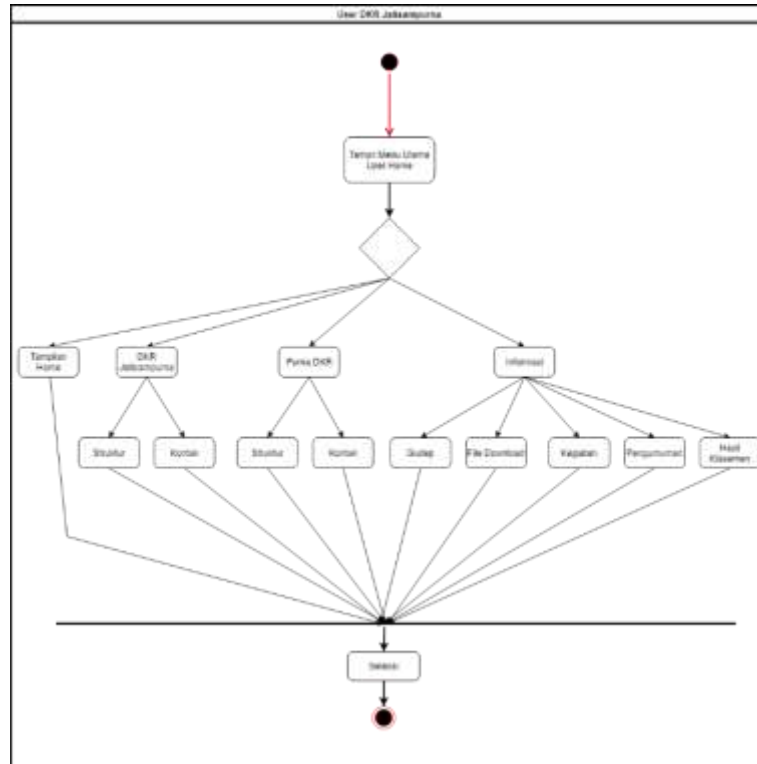 User DKR Jatisampurna
Tampil Menu Utama
User Home
Tampilan
Home
DKR
Jatisampurna
Purna DKR
Informasi
Struktur
Kontak
Struktur
Kontak
Gudep
File Download
Kegiatan
Pengumuman
Hasil
Klasemen
Selesai